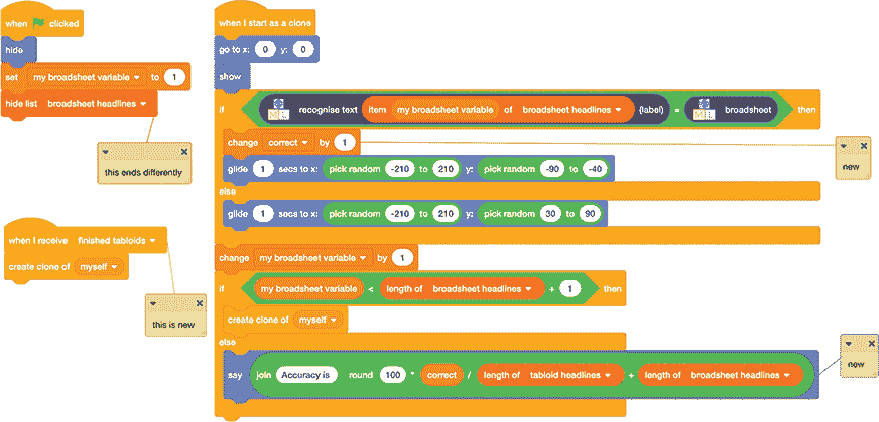 when clicked
hide
set my broadsheet variable to 1
hide list broadsheet headlines
this ends differently
when I receive finished tabloids
create clone of myself
this is new
when I start as a clone
go to x: 0 y: 0
show
if recognise text item my broadsheet variable of broadsheet headlines (label) = broadsheet then
change correct by 1
new
glide 1 secs to x: pick random -210 to 210 y: pick random -90 to -40
else
glide 1 secs to x: pick random -210 to 210 y: pick random 30 to 90
change my broadsheet variable by 1
if my broadsheet variable < length of broadsheet headlines + 1 then
create clone of myself
else
say join Accuracy is round 100 * correct / length of tabloid headlines + length of broadsheet headlines
new